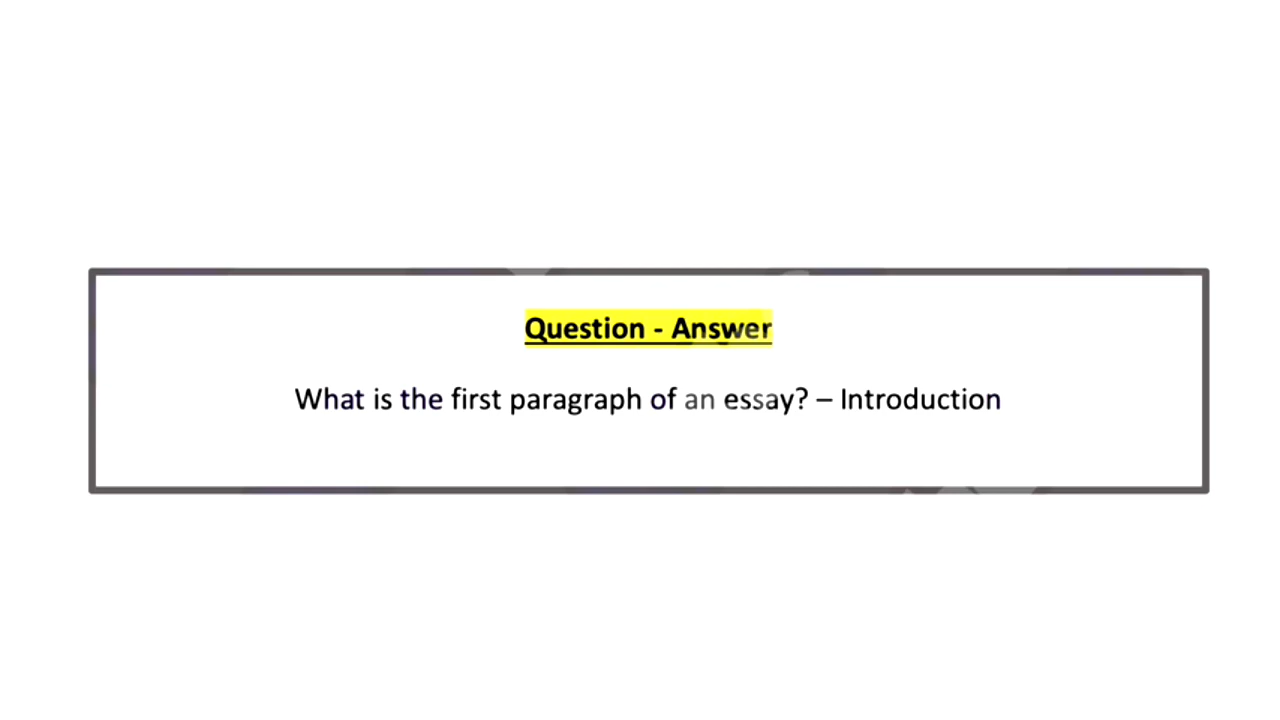 Question - Answer
What is the first paragraph of an essay? – Introduction